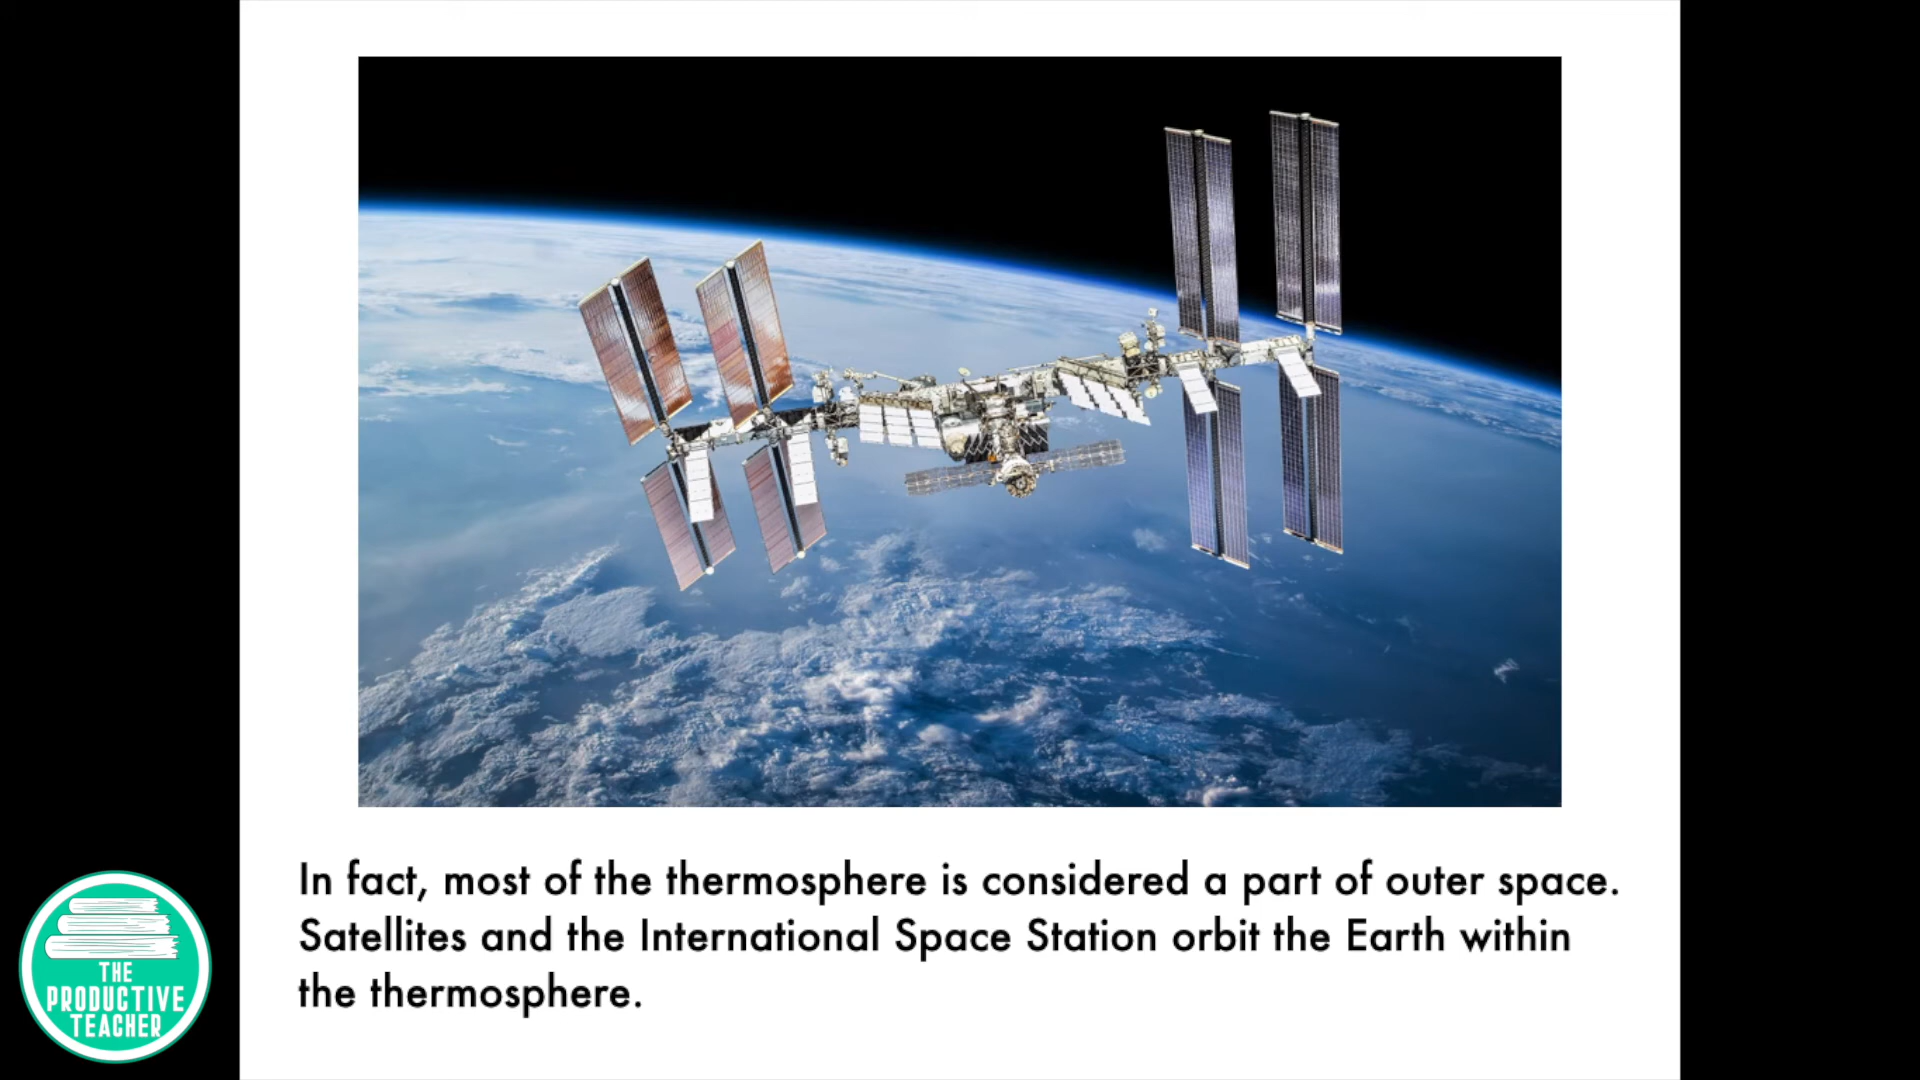 In fact, most of the thermosphere is considered a part of outer space.
Satellites and the International Space Station orbit the Earth within
the thermosphere.
THE
PRODUCTIVE
TEACHER